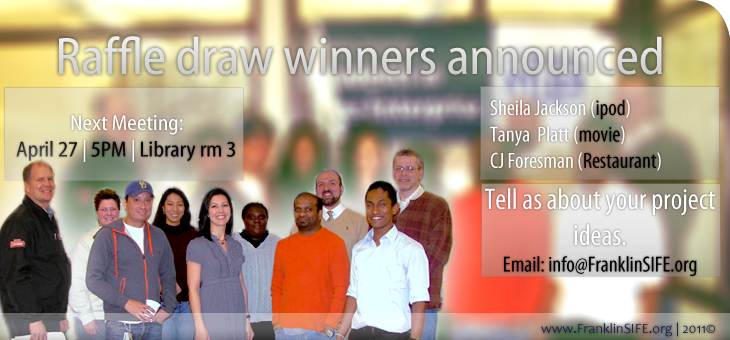 Raffle draw winners announced
Next Meeting:
April 27 | 5PM | Library rm 3
Sheila Jackson (ipod)
Tanya Platt (movie)
CJ Foresman (Restaurant)
Tell as about your project
ideas.
Email: info@FranklinSIFE.org
www.FranklinSIFE.org | 2011©